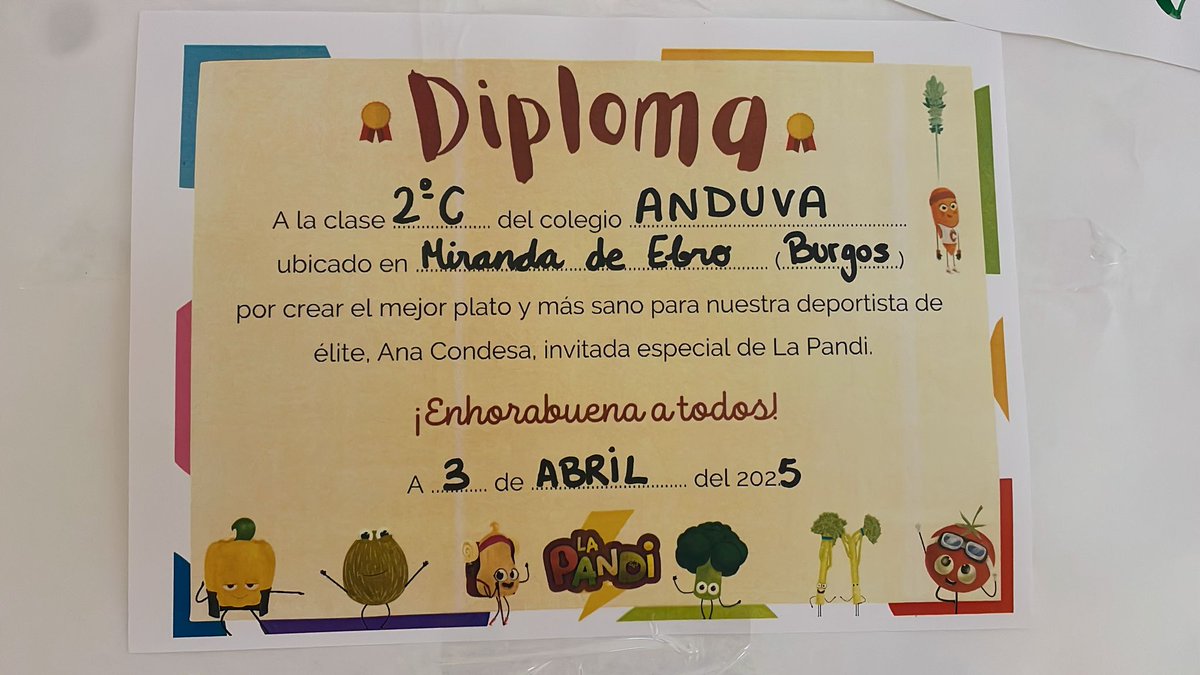 Diploma
A la clase 2ºC del colegio ANDUVA
ubicado en Miranda de Ebro (Burgos)
por crear el mejor plato y más sano para nuestra deportista de
élite, Ana Condesa, invitada especial de La Pandi.
¡Enhorabuena a todos!
A 3 de ABRIL del 2025
LA
PANDi